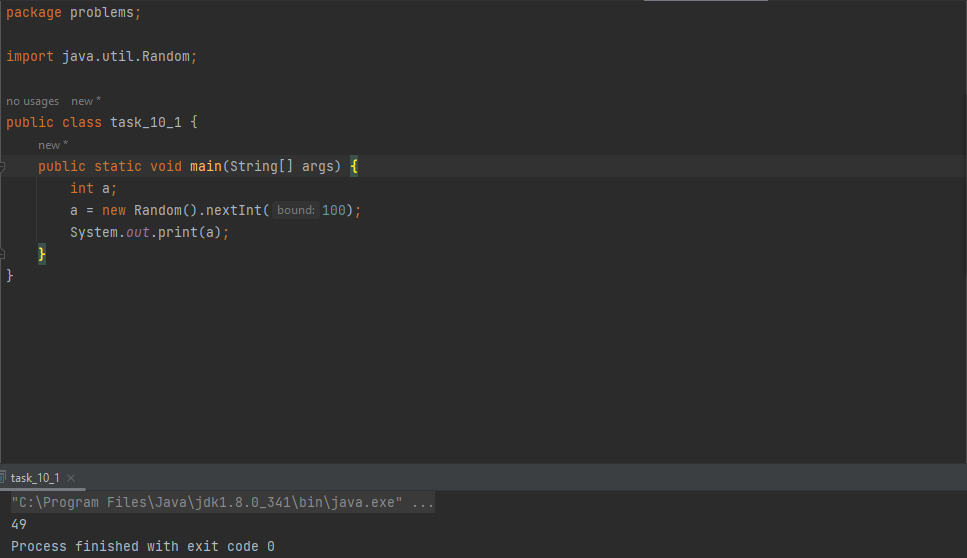 package problems;
import java.util.Random;
no usages new *
public class task_10_1 {
new *
public static void main(String[] args) {
int a;
a = new Random().nextInt( bound: 100);
System.out.print(a);
}
}
task_10_1
"C:\Program Files\Java\jdk1.8.0_341\bin\java.exe" ...
49
Process finished with exit code 0